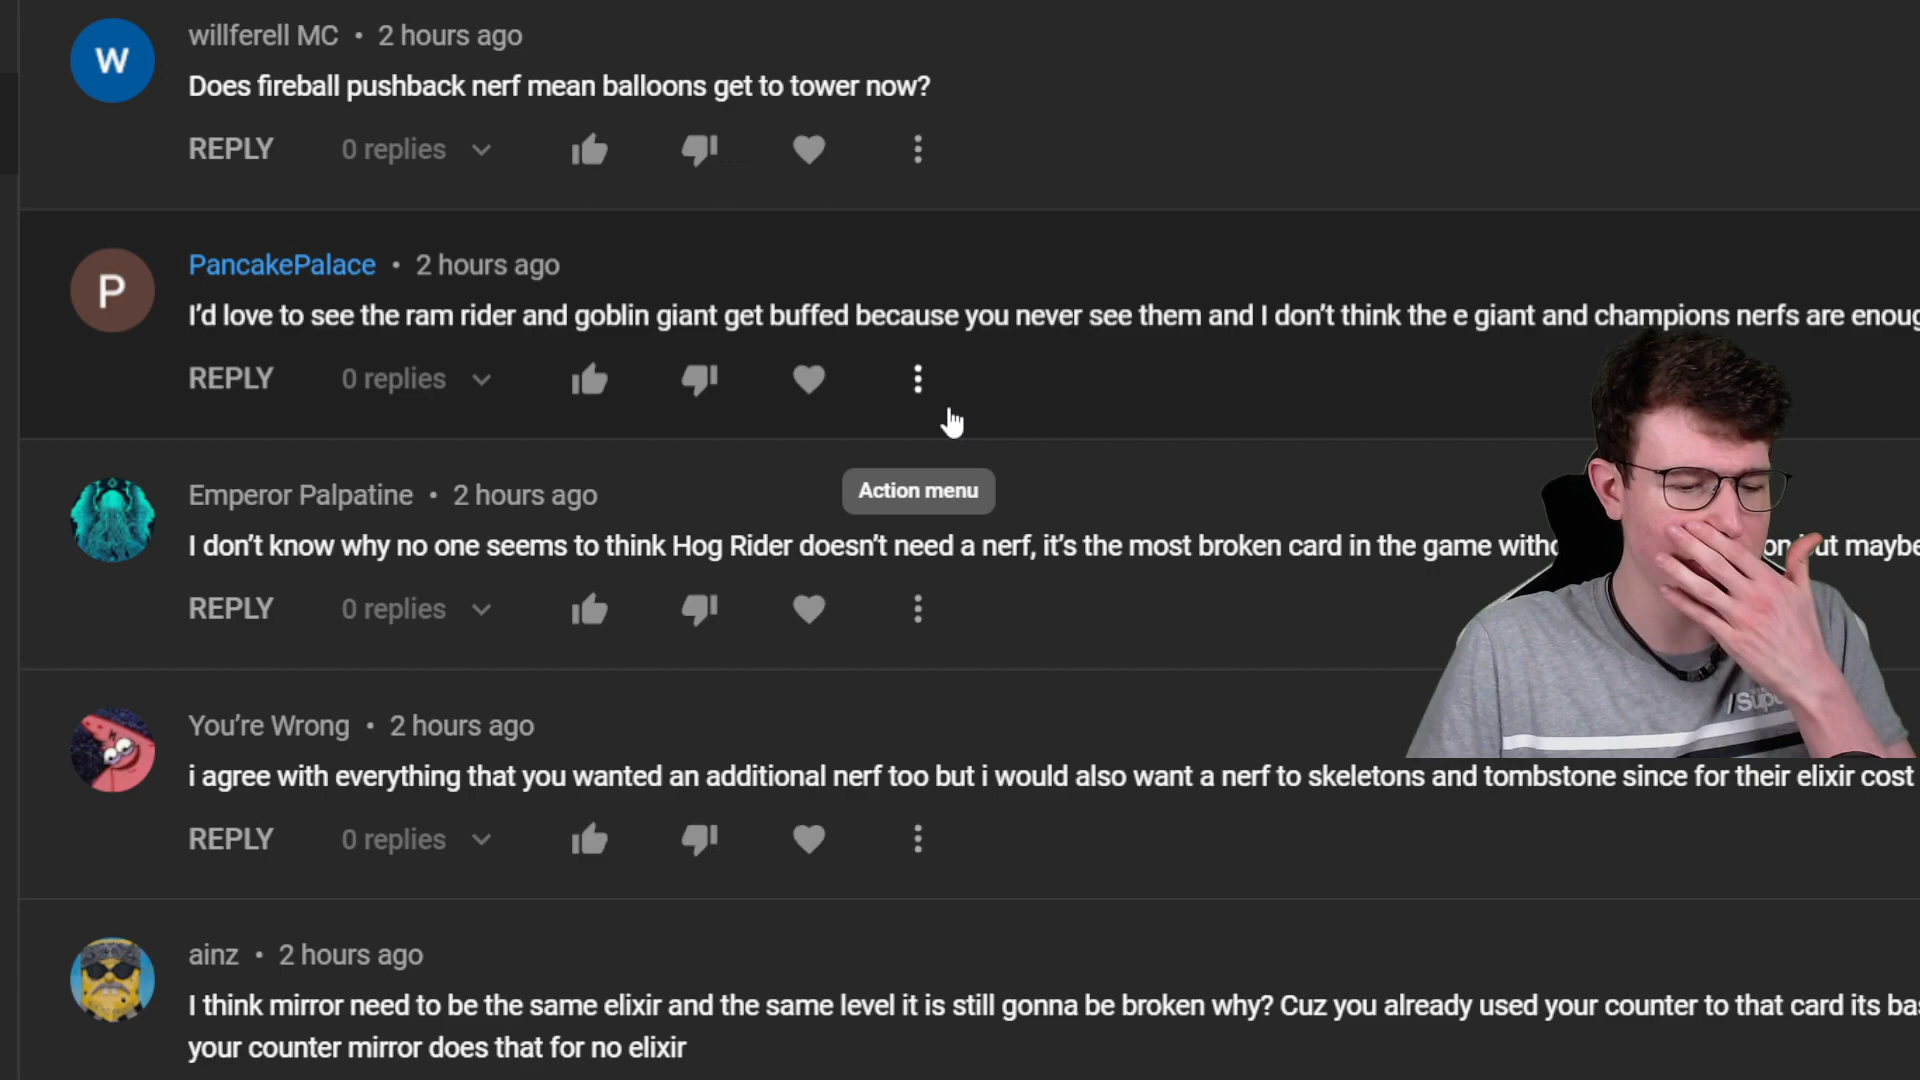 W
willferell MC • 2 hours ago
Does fireball pushback nerf mean balloons get to tower now?
REPLY 0 replies
P
PancakePalace • 2 hours ago
I'd love to see the ram rider and goblin giant get buffed because you never see them and I don't think the e giant and champions nerfs are
REPLY 0 replies
Action menu
Emperor Palpatine • 2 hours ago
I don't know why no one seems to think Hog Rider doesn't need a nerf, it's the most broken card in the game but maybe
REPLY 0 replies
You're Wrong • 2 hours ago
i agree with everything that you wanted an additional nerf too but i would also want a nerf to skeletons and tombstone since for their elixir cost
REPLY 0 replies
ainz • 2 hours ago
I think mirror need to be the same elixir and the same level it is still gonna be broken why? Cuz you already used your counter to that card its
your counter mirror does that for no elixir